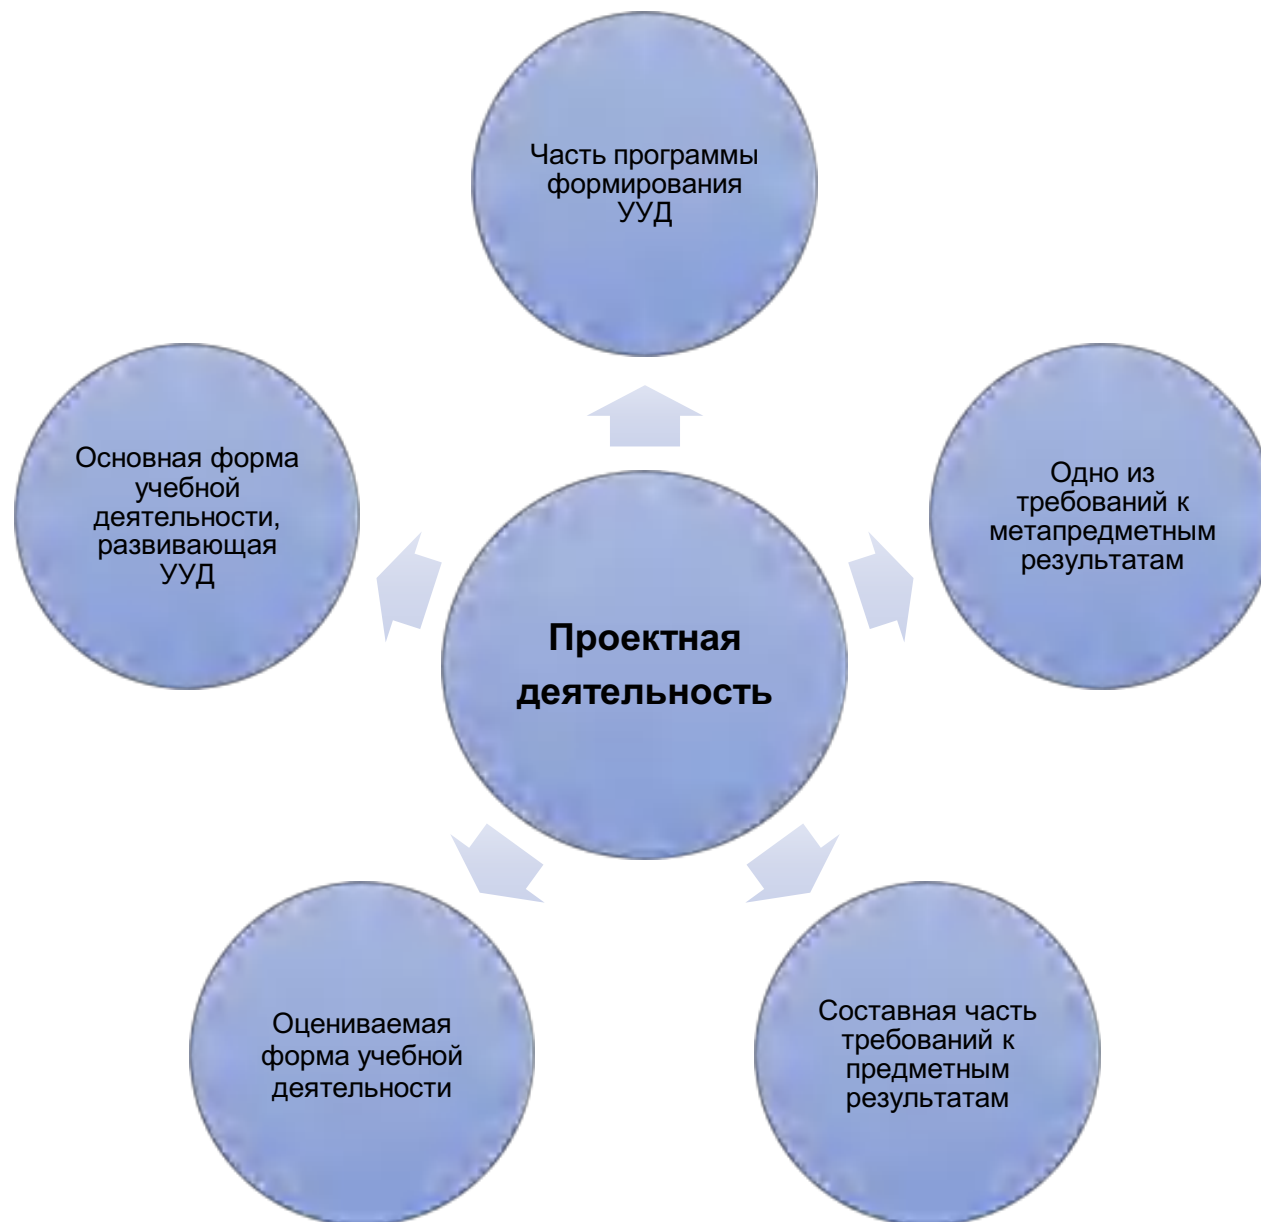 Часть программы
формирования
УУД
Основная форма
учебной
деятельности,
развивающая
УУД
Одно из
требований к
метапредметным
результатам
Проектная
деятельность
Оцениваемая
форма учебной
деятельности
Составная часть
требований к
предметным
результатам